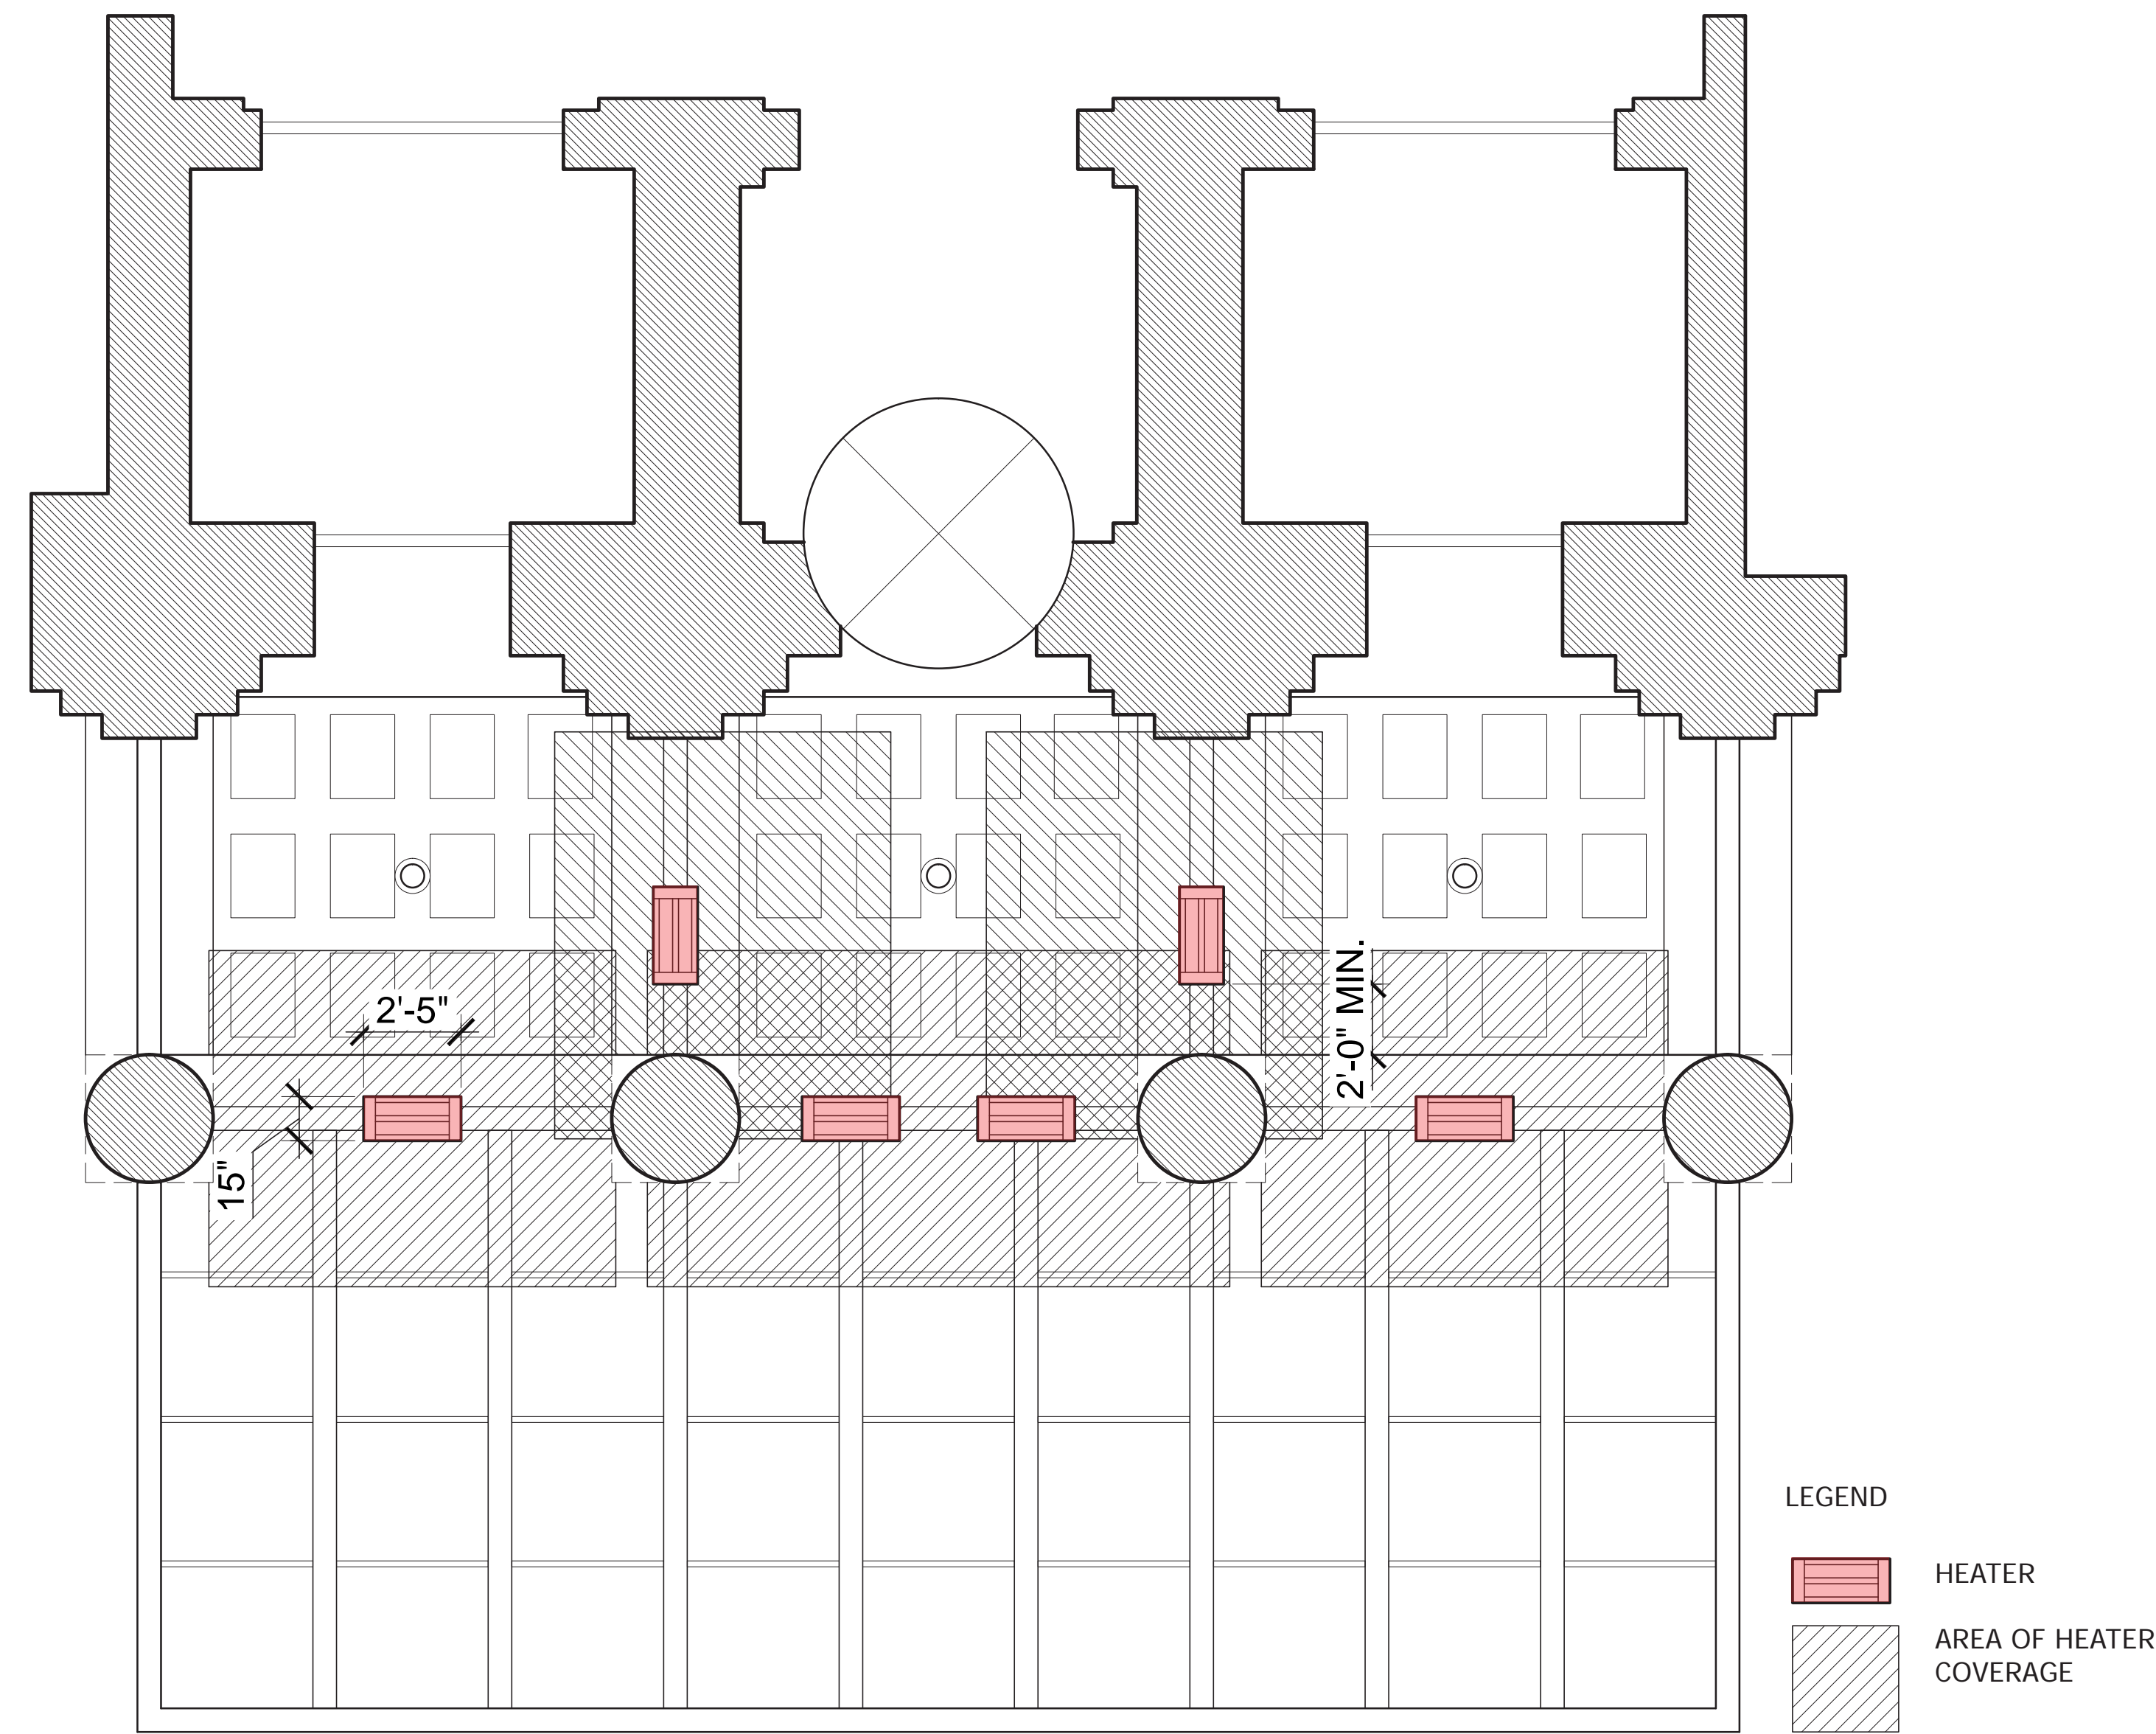 2'-5"
2'-0" MIN.
15"
LEGEND
HEATER
AREA OF HEATER
COVERAGE